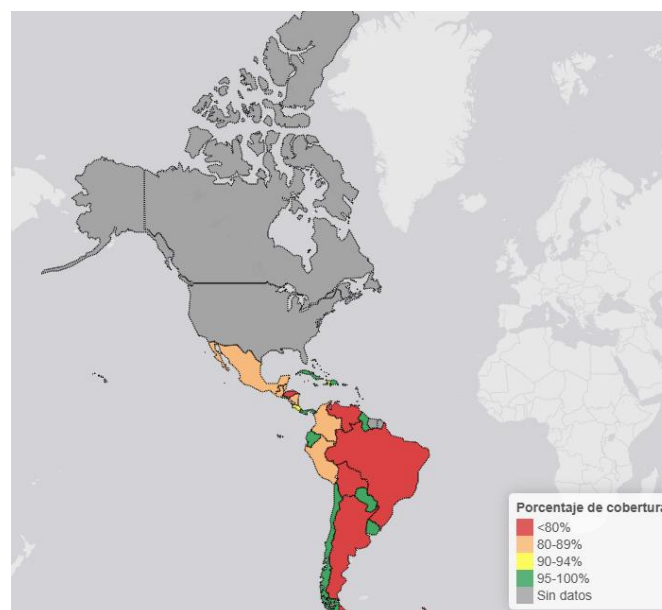 Porcentaje de cobertura
<80%
80-89%
90-94%
95-100%
Sin datos